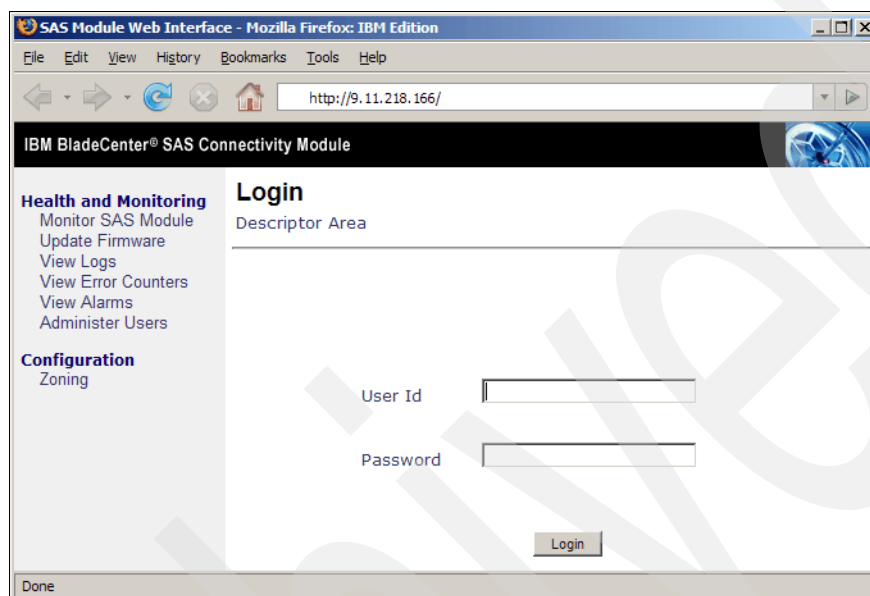 SAS Module Web Interface - Mozilla Firefox: IBM Edition
File Edit View History Bookmarks Tools Help
http://9.11.218.166/
IBM BladeCenter® SAS Connectivity Module
Health and Monitoring
Monitor SAS Module
Update Firmware
View Logs
View Error Counters
View Alarms
Administer Users
Configuration
Zoning
Login
Descriptor Area
User Id
Password
Login
Done